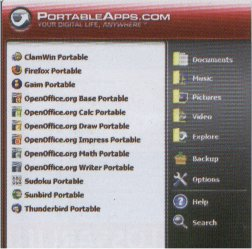 PORTABLEAPPS.COM
YOUR DIGITAL LIFE, ANYWHERE™
ClamWin Portable
Firefox Portable
Gaim Portable
OpenOffice.org Base Portable
OpenOffice.org Calc Portable
OpenOffice.org Draw Portable
OpenOffice.org Impress Portable
OpenOffice.org Math Portable
OpenOffice.org Writer Portable
Sudoku Portable
Sunbird Portable
Thunderbird Portable
Documents
Music
Pictures
Video
Explore
Backup
Options
Help
Search